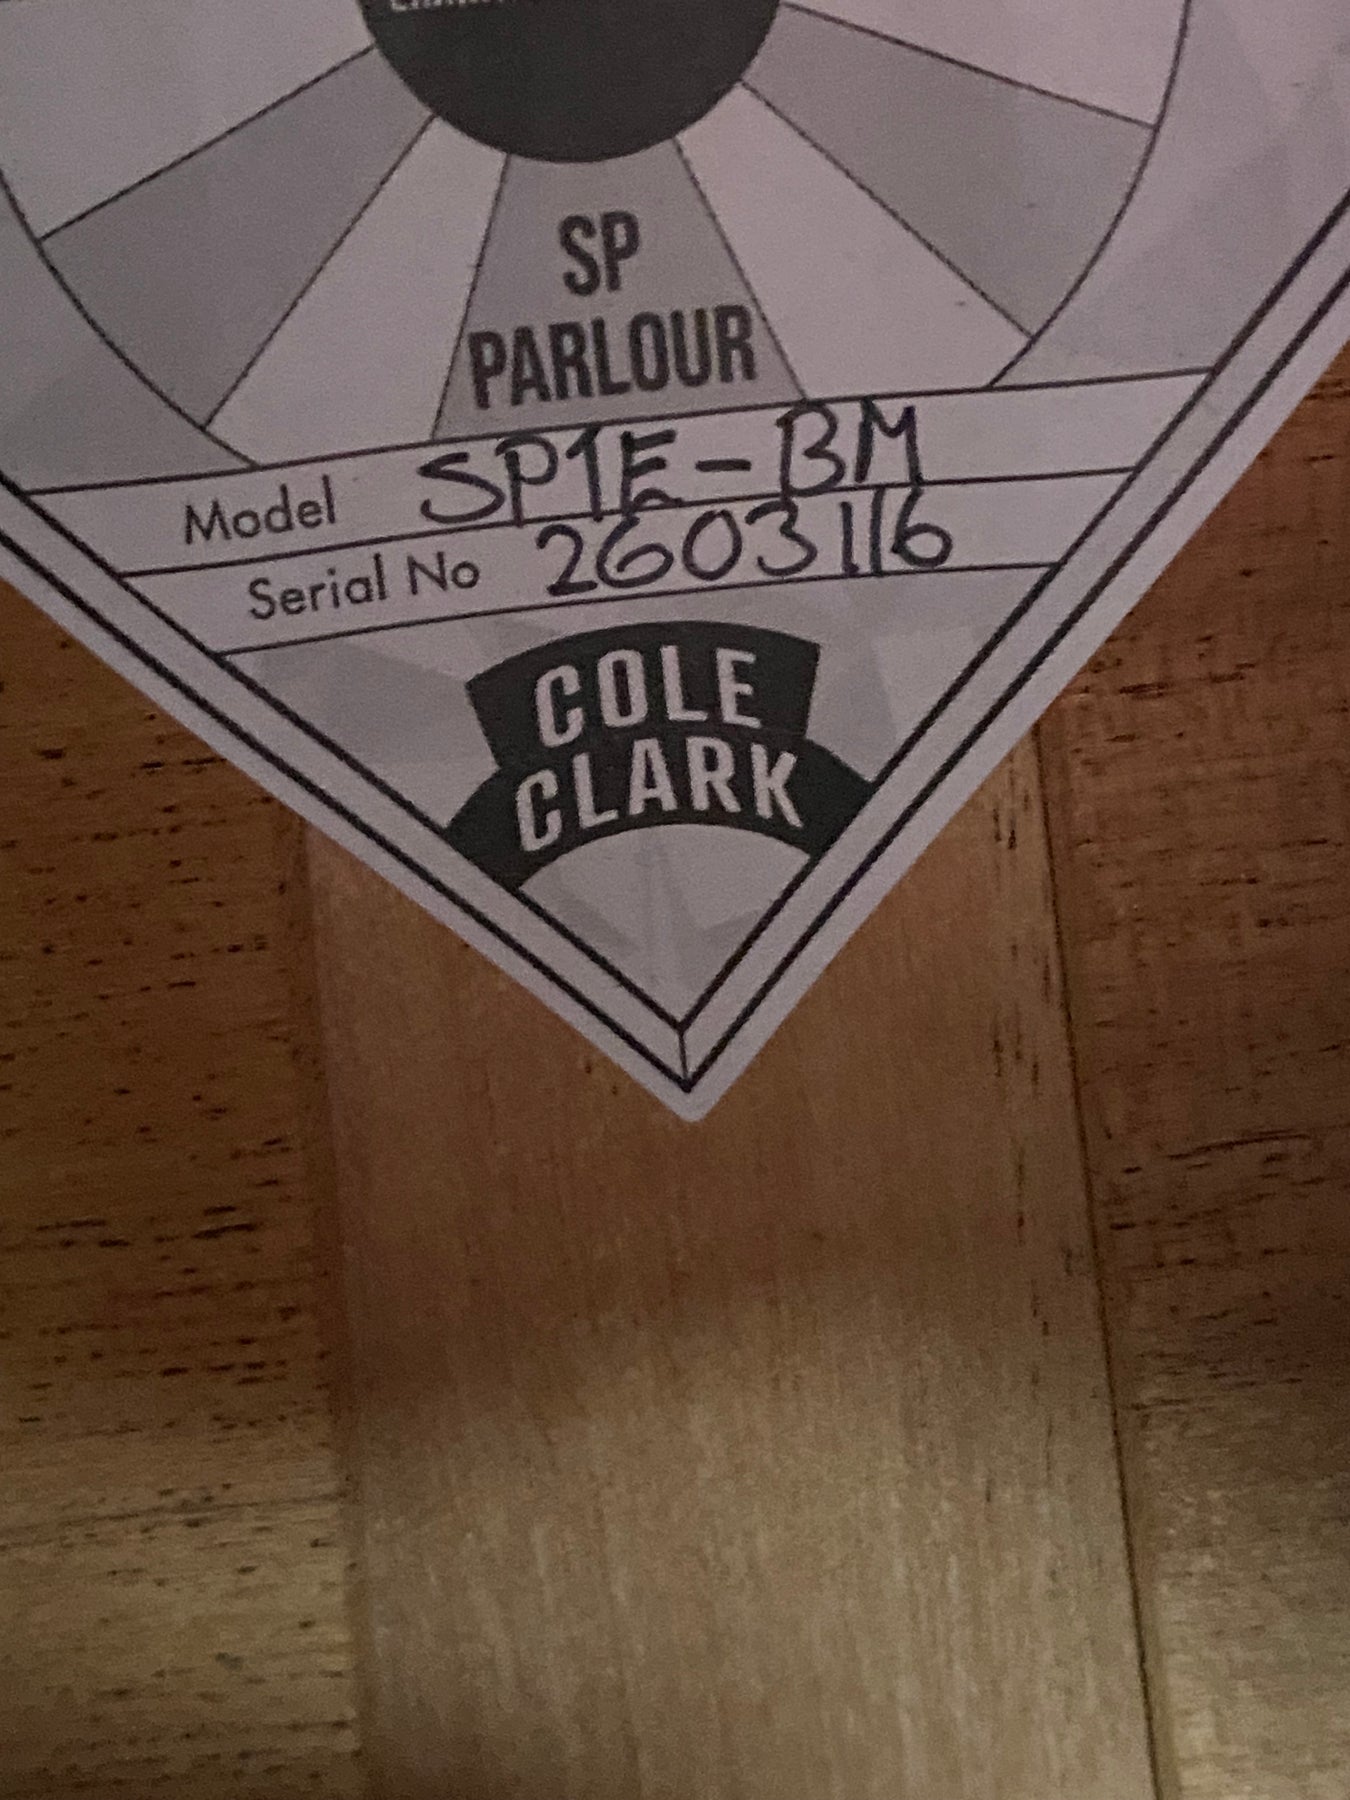 SP
PARLOUR
Model SP1E-BM
Serial No 2603116
COLE
CLARK